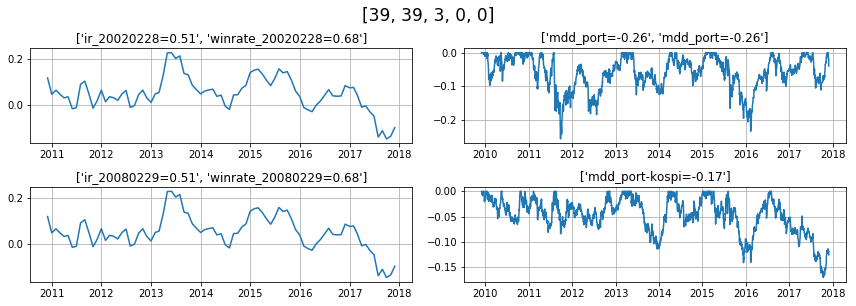 [39, 39, 3, 0, 0]
['ir_20020228=0.51', 'winrate_20020228=0.68']
0.2
0.0
2011 2012 2013 2014 2015 2016 2017 2018
['mdd_port=-0.26', 'mdd_port=-0.26']
0.0
−0.1
−0.2
2010 2011 2012 2013 2014 2015 2016 2017 2018
['ir_20080229=0.51', 'winrate_20080229=0.68']
0.2
0.0
2011 2012 2013 2014 2015 2016 2017 2018
['mdd_port-kospi=-0.17']
0.00
−0.05
−0.10
−0.15
2010 2011 2012 2013 2014 2015 2016 2017 2018